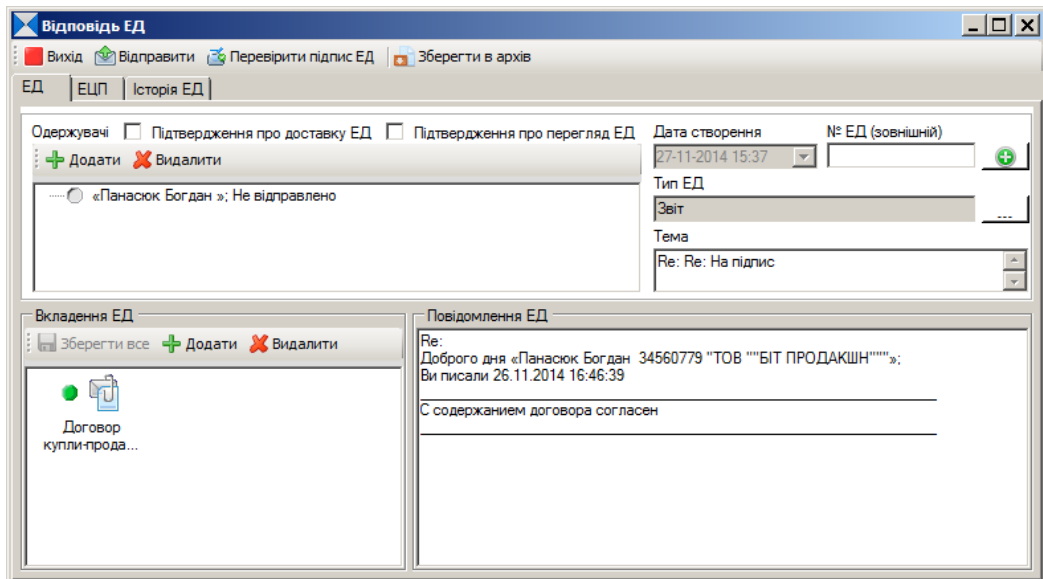 Відповідь ЕД
Вихід Відправити Перевірити підпис ЕД Зберегти в архів
ЕД ЕЦП Історія ЕД
Одержувачі Підтвердження про доставку ЕД Підтвердження про перегляд ЕД
Додати Видалити
«Панасюк Богдан »; Не відправлено
Дата створення № ЕД (зовнішній)
27-11-2014 15:37
Тип ЕД
Звіт
...
Тема
Re: Re: На підпис
Вкладення ЕД
Зберегти все Додати Видалити
Договор
купли-прода...
Повідомлення ЕД
Re:
Доброго дня «Панасюк Богдан 34560779 "ТОВ ""БІТ ПРОДАКШН"""»;
Ви писали 26.11.2014 16:46:39
С содержанием договора согласен